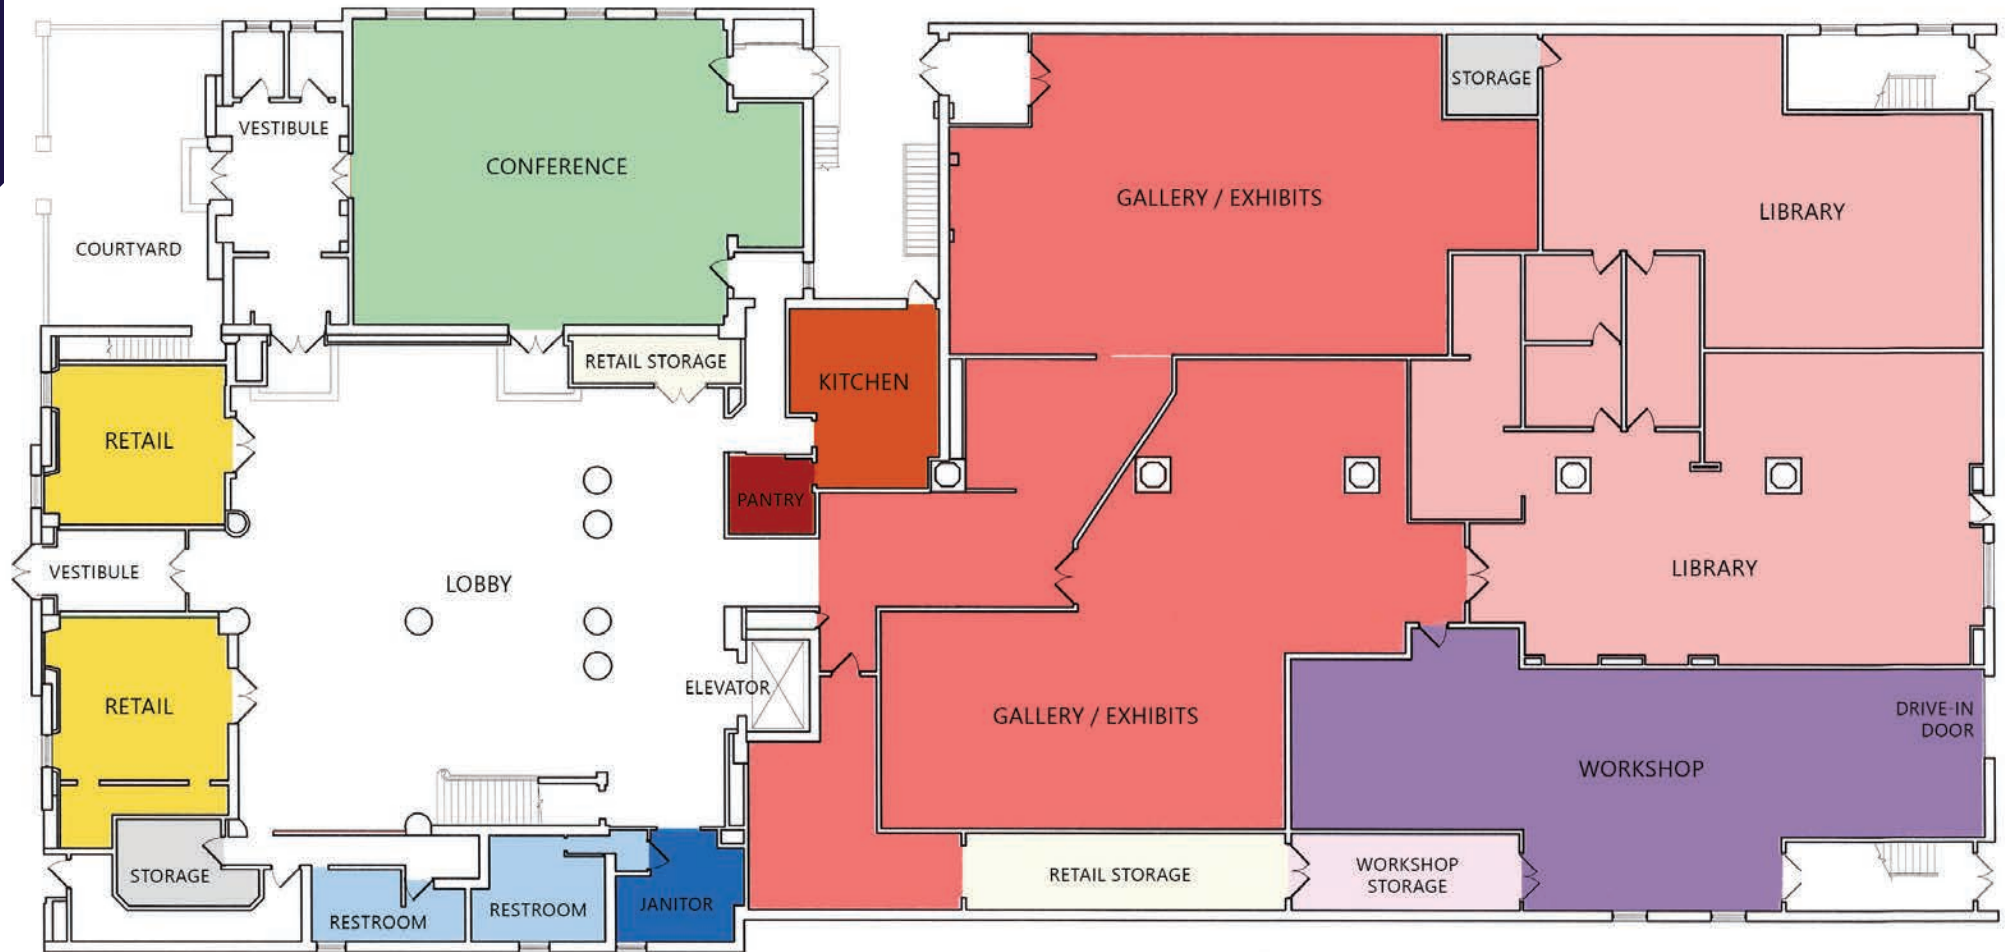 STORAGE
VESTIBULE
CONFERENCE
GALLERY / EXHIBITS
LIBRARY
COURTYARD
RETAIL STORAGE
KITCHEN
RETAIL
PANTRY
VESTIBULE
LOBBY
LIBRARY
ELEVATOR
RETAIL
GALLERY / EXHIBITS
DRIVE-IN
DOOR
WORKSHOP
STORAGE
RETAIL STORAGE
WORKSHOP
STORAGE
RESTROOM
RESTROOM
JANITOR